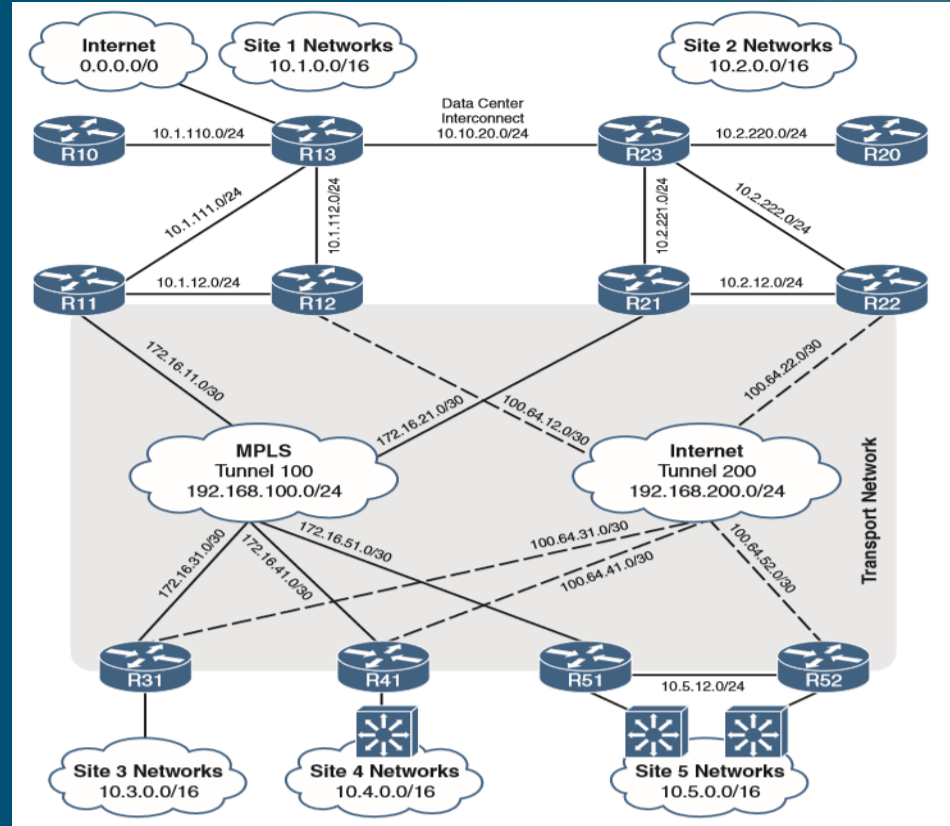 Internet
0.0.0.0/0
Site 1 Networks
10.1.0.0/16
Site 2 Networks
10.2.0.0/16
Data Center
Interconnect
10.10.20.0/24
10.1.110.0/24
10.2.220.0/24
R10
R13
R23
R20
10.1.111.0/24
10.1.112.0/24
10.2.221.0/24
10.2.222.0/24
10.1.12.0/24
10.2.12.0/24
R11
R12
R21
R22
172.16.11.0/30
172.16.21.0/30
100.64.12.0/30
100.64.22.0/30
MPLS
Tunnel 100
192.168.100.0/24
Internet
Tunnel 200
192.168.200.0/24
Transport Network
172.16.31.0/30
172.16.41.0/30
172.16.51.0/30
100.64.31.0/30
100.64.41.0/30
100.64.52.0/30
R31
R41
R51
R52
10.5.12.0/24
Site 3 Networks
10.3.0.0/16
Site 4 Networks
10.4.0.0/16
Site 5 Networks
10.5.0.0/16